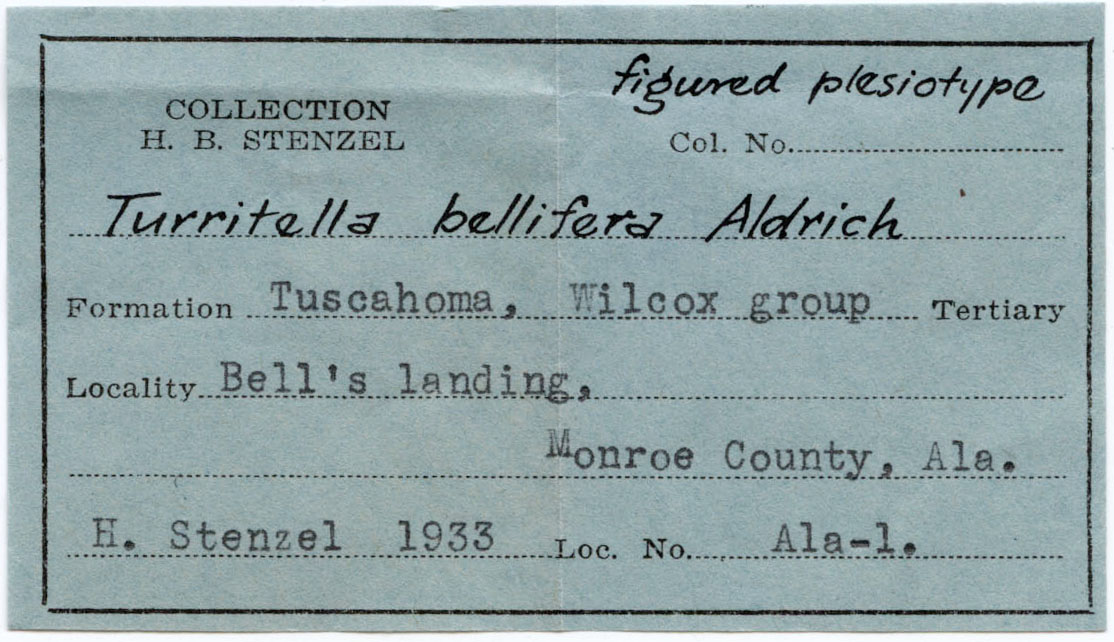 figured plesiotype
COLLECTION
H. B. STENZEL
Col. No.
Turritella bellifera Aldrich
Formation Tuscahoma, Wilcox group Tertiary
Locality Bell's landing,
Monroe County, Ala.
H. Stenzel 1933 Loc. No. Ala-1.